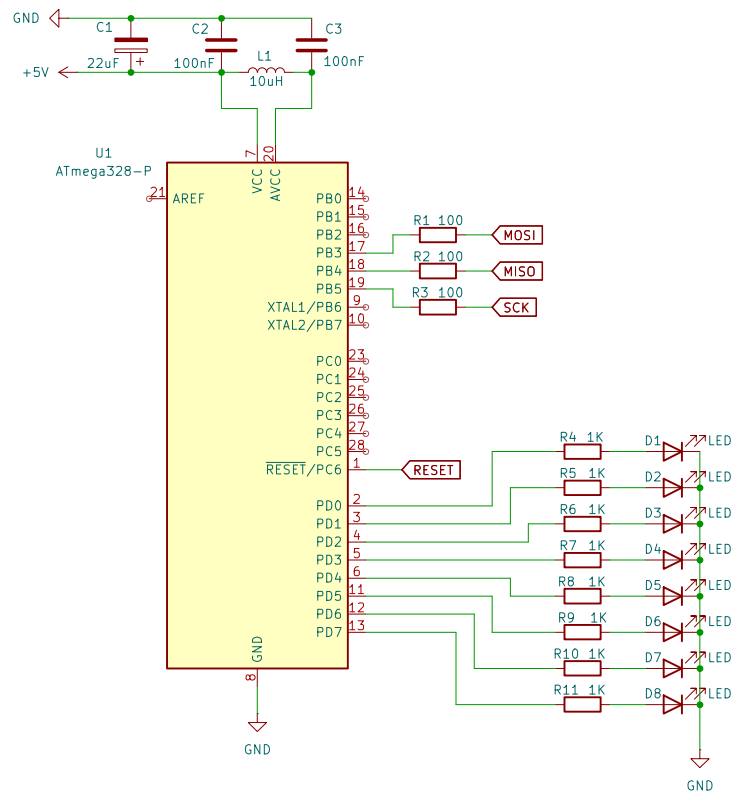 GND
C1
C2
C3
22uF
+
100nF
L1
100nF
+5V
10uH
U1
ATmega328-P
7
20
VCC
AVCC
21
AREF
PB0
14
PB1
15
PB2
16
PB3
17
PB4
18
PB5
19
XTAL1/PB6
9
XTAL2/PB7
10
R1 100
MOSI
R2 100
MISO
R3 100
SCK
PC0
23
PC1
24
PC2
25
PC3
26
PC4
27
PC5
28
RESET/PC6
1
RESET
PD0
2
PD1
3
PD2
4
PD3
5
PD4
6
PD5
11
PD6
12
PD7
13
R4 1K
D1
LED
R5 1K
D2
LED
R6 1K
D3
LED
R7 1K
D4
LED
R8 1K
D5
LED
R9 1K
D6
LED
R10 1K
D7
LED
R11 1K
D8
LED
GND
8
GND
GND